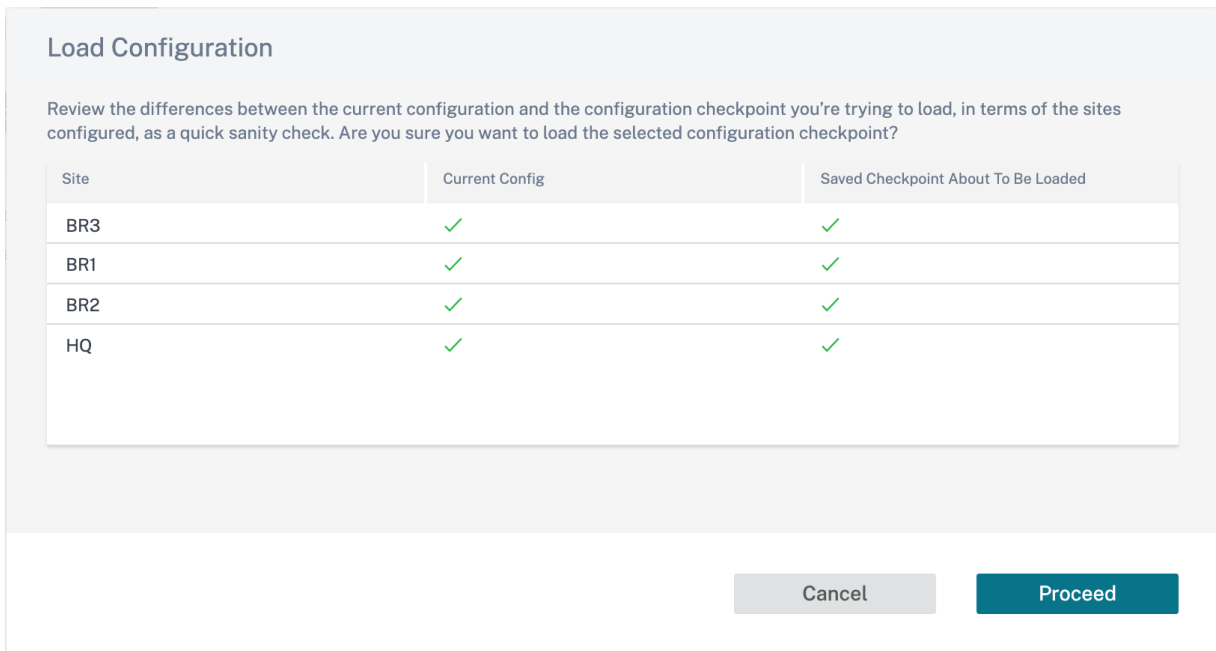 Load Configuration
Review the differences between the current configuration and the configuration checkpoint you’re trying to load, in terms of the sites
configured, as a quick sanity check. Are you sure you want to load the selected configuration checkpoint?
Site Current Config Saved Checkpoint About To Be Loaded
BR3
BR1
BR2
HQ
Cancel Proceed